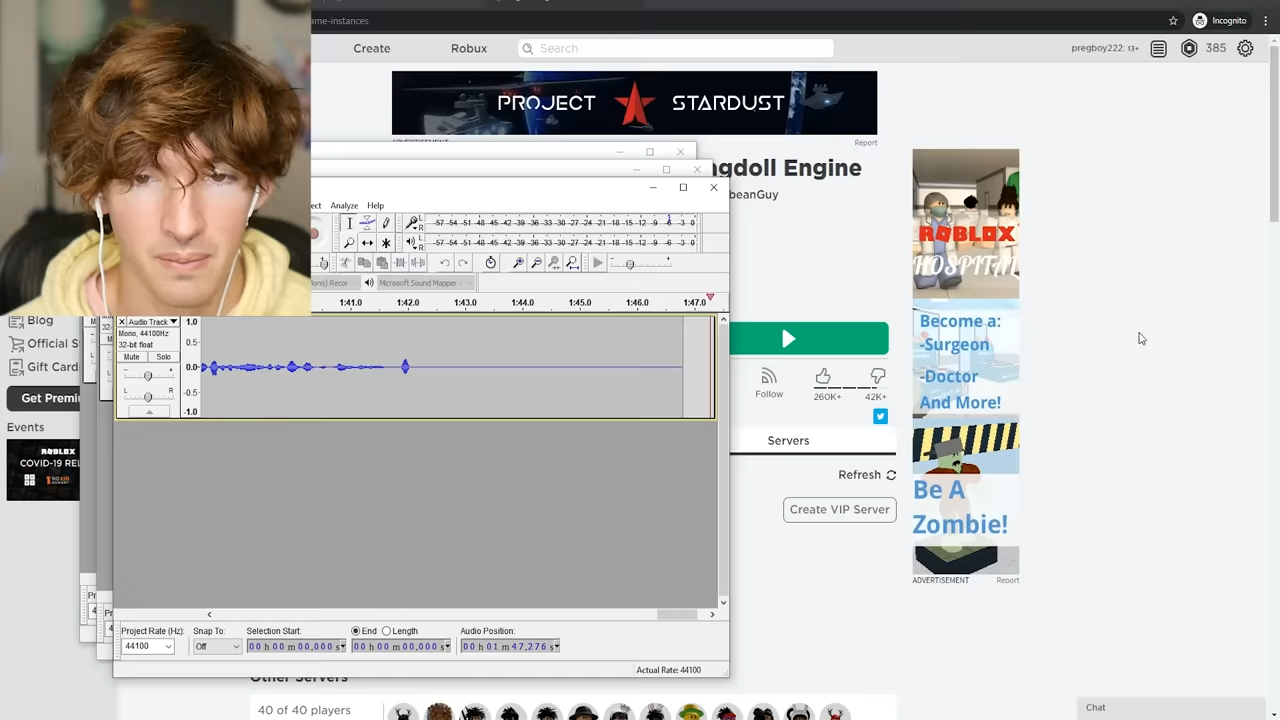 ame-instances
Incognito
Create
Robux
Search
pregboy222: 13+
385
PROJECT STARDUST
Report
gdoll Engine
beanGuy
ect Analyze Help
-57 -54 -51 -48 -45 -42 -39 -36 -33 -30 -27 -24 -21 -18 -15 -12 -9 -6 -3 0
-57 -54 -51 -48 -45 -42 -39 -36 -33 -30 -27 -24 -21 -18 -15 -12 -9 -6 -3 0
ono) Recor
Microsoft Sound Mapper -
1:41.0 1:42.0 1:43.0 1:44.0 1:45.0 1:46.0 1:47.0
Audio Track
Mono, 44100Hz
32-bit float
Mute Solo
- +
L R
1.0
0.5
0.0
-0.5
-1.0
Blog
Official S
Gift Card
Get Premi
Events
ROBLOX
COVID-19 REL
NO KID
HUNGRY
Follow
260K+
42K+
Servers
Refresh
Create VIP Server
ROBLOX
HOSPITAL
Become a:
-Surgeon
-Doctor
And More!
Be A
Zombie!
ADVERTISEMENT
Report
Project Rate (Hz):
44100
Snap To:
Off
Selection Start:
00 h 00 m 00.000 s
End Length
00 h 00 m 00.000 s
Audio Position:
00 h 01 m 47.276 s
Actual Rate: 44100
Other Servers
40 of 40 players
Chat